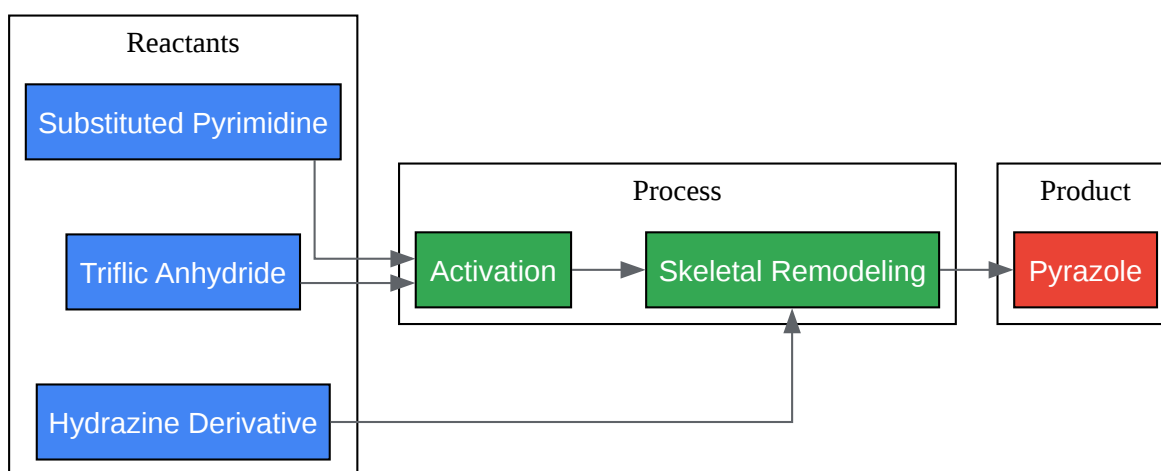 Reactants
Substituted Pyrimidine
Triflic Anhydride
Hydrazine Derivative
Process
Activation
Skeletal Remodeling
Product
Pyrazole